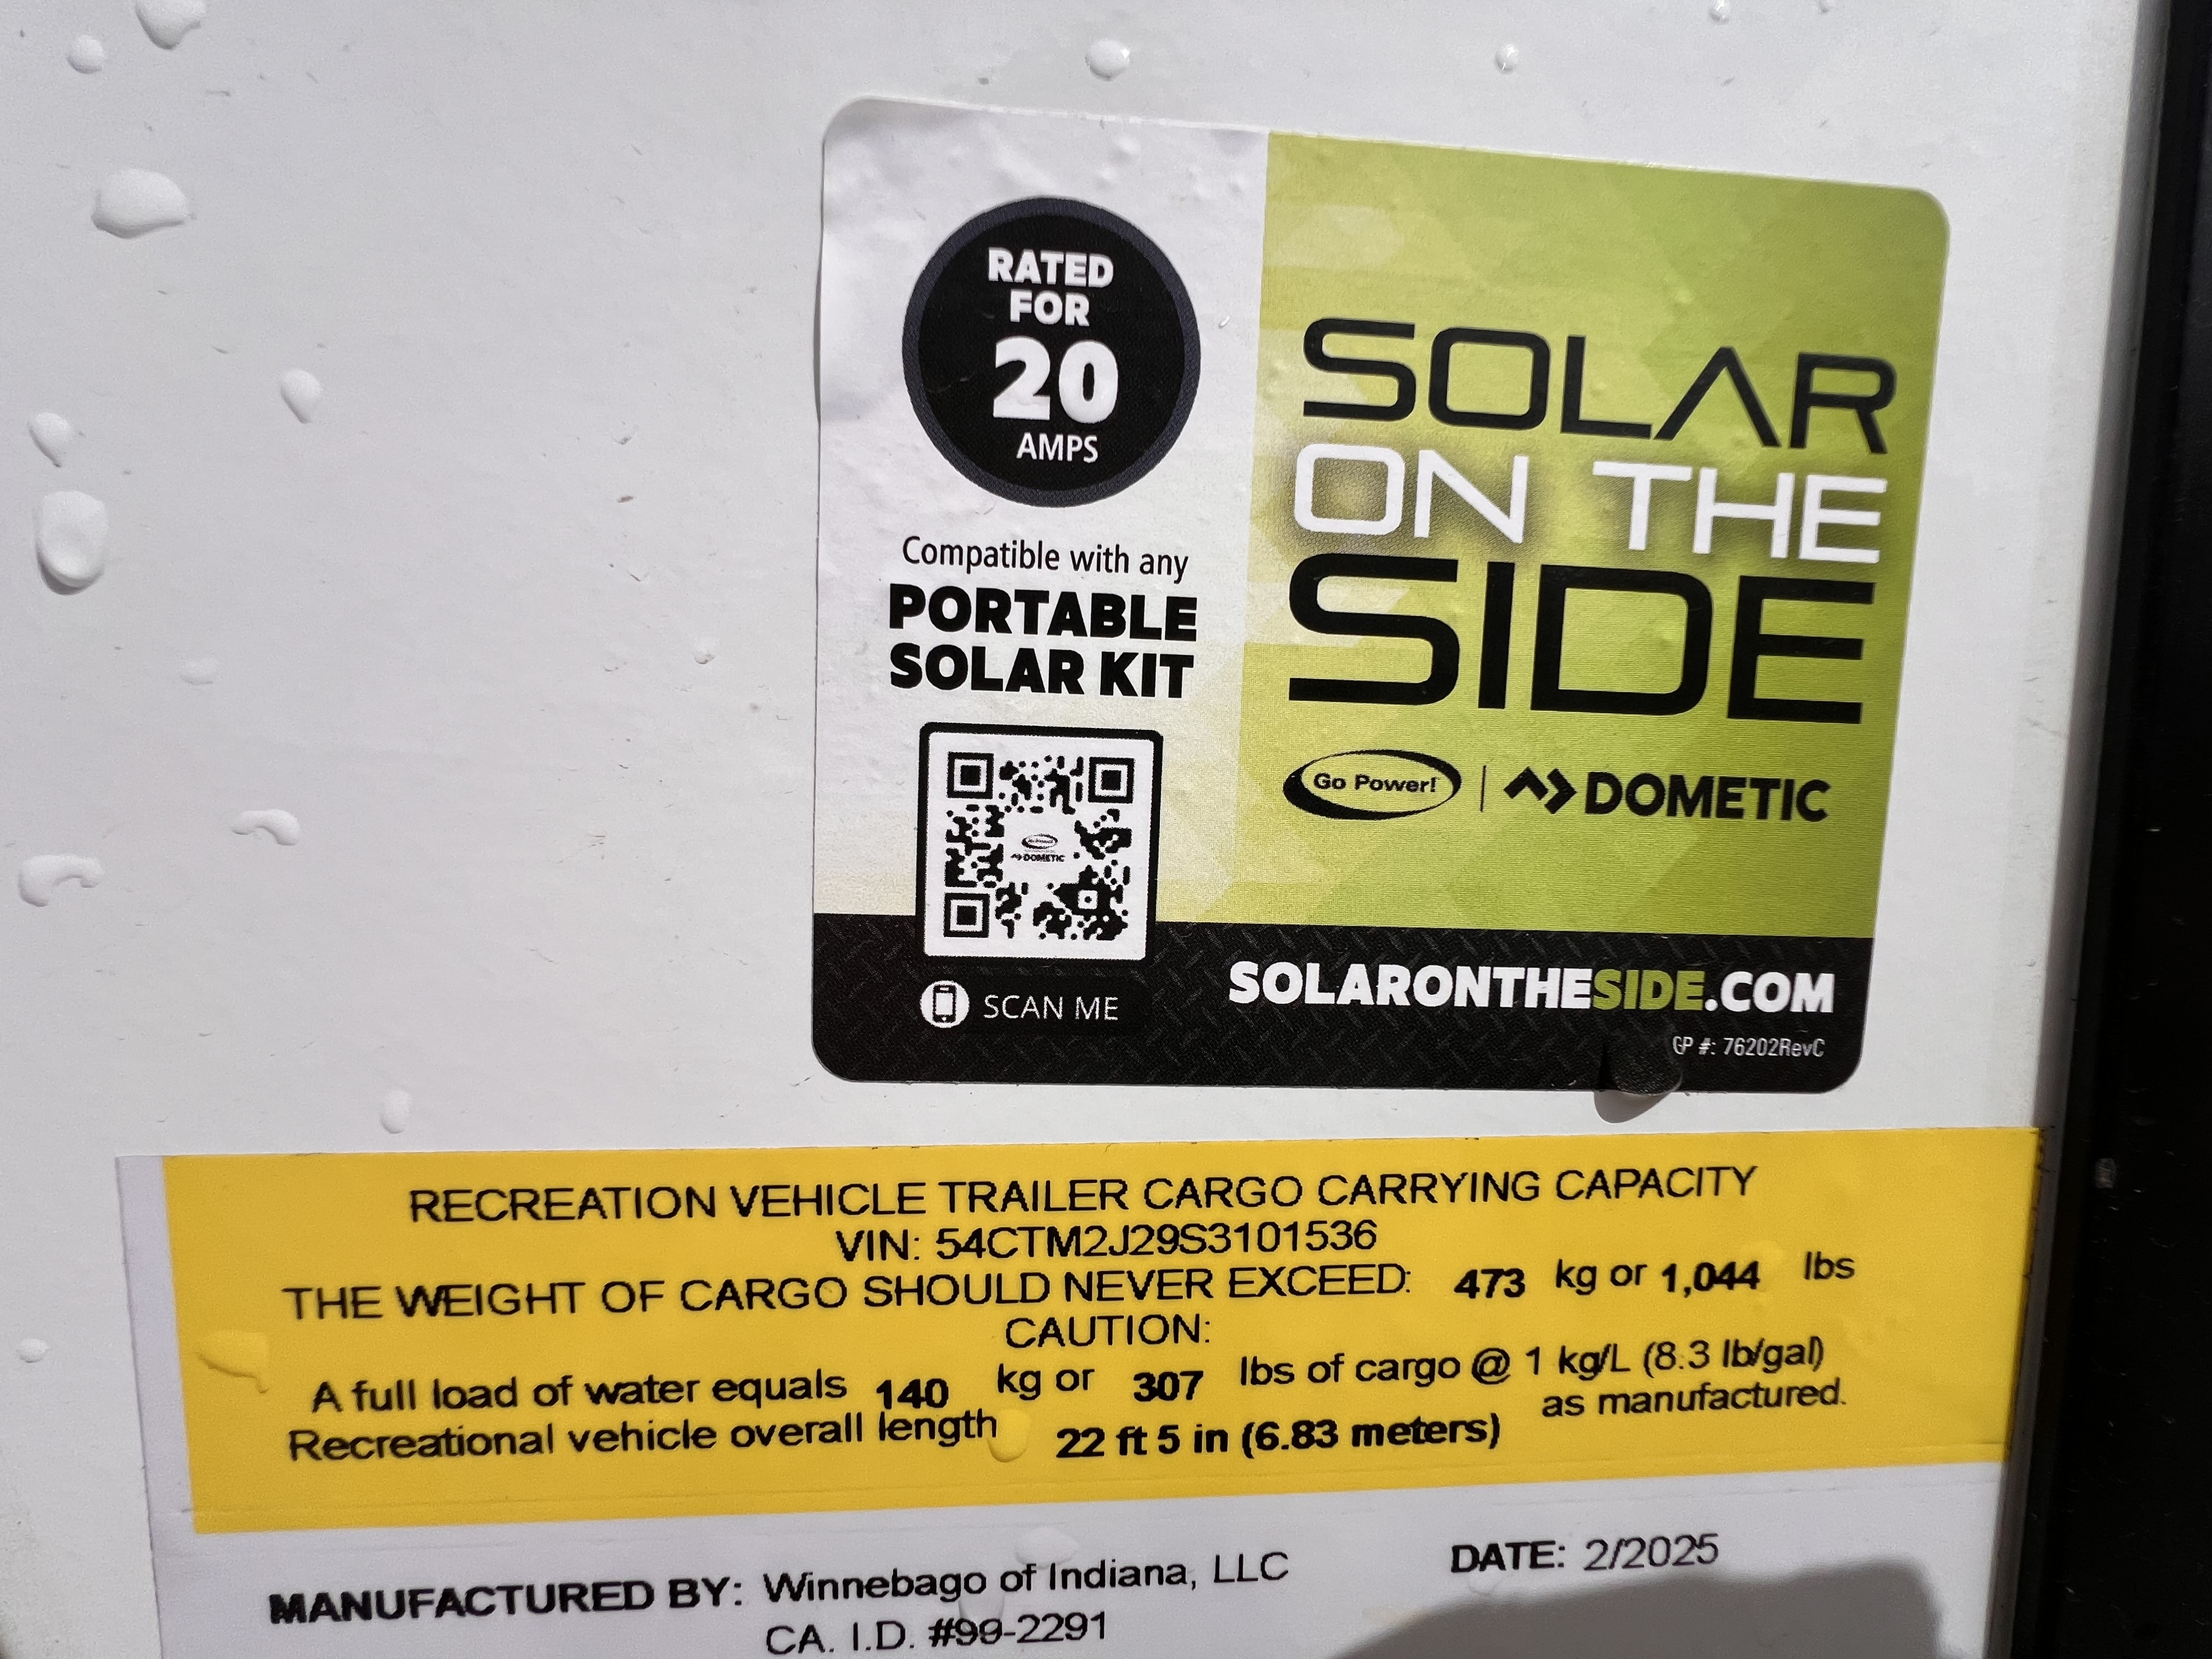 RATED
FOR
20
AMPS
Compatible with any
PORTABLE
SOLAR KIT
DOMETIC
SCAN ME
SOLAR
ON THE
SIDE
Go Power! | DOMETIC
SOLARONTHESIDE.COM
GP #: 76202RevC
RECREATION VEHICLE TRAILER CARGO CARRYING CAPACITY
VIN: 54CTM2J29S3101536
THE WEIGHT OF CARGO SHOULD NEVER EXCEED: 473 kg or 1,044 lbs
CAUTION:
A full load of water equals 140 kg or 307 lbs of cargo @ 1 kg/L (8.3 lb/gal)
as manufactured.
Recreational vehicle overall length 22 ft 5 in (6.83 meters)
MANUFACTURED BY: Winnebago of Indiana, LLC DATE: 2/2025
CA. I.D. #99-2291